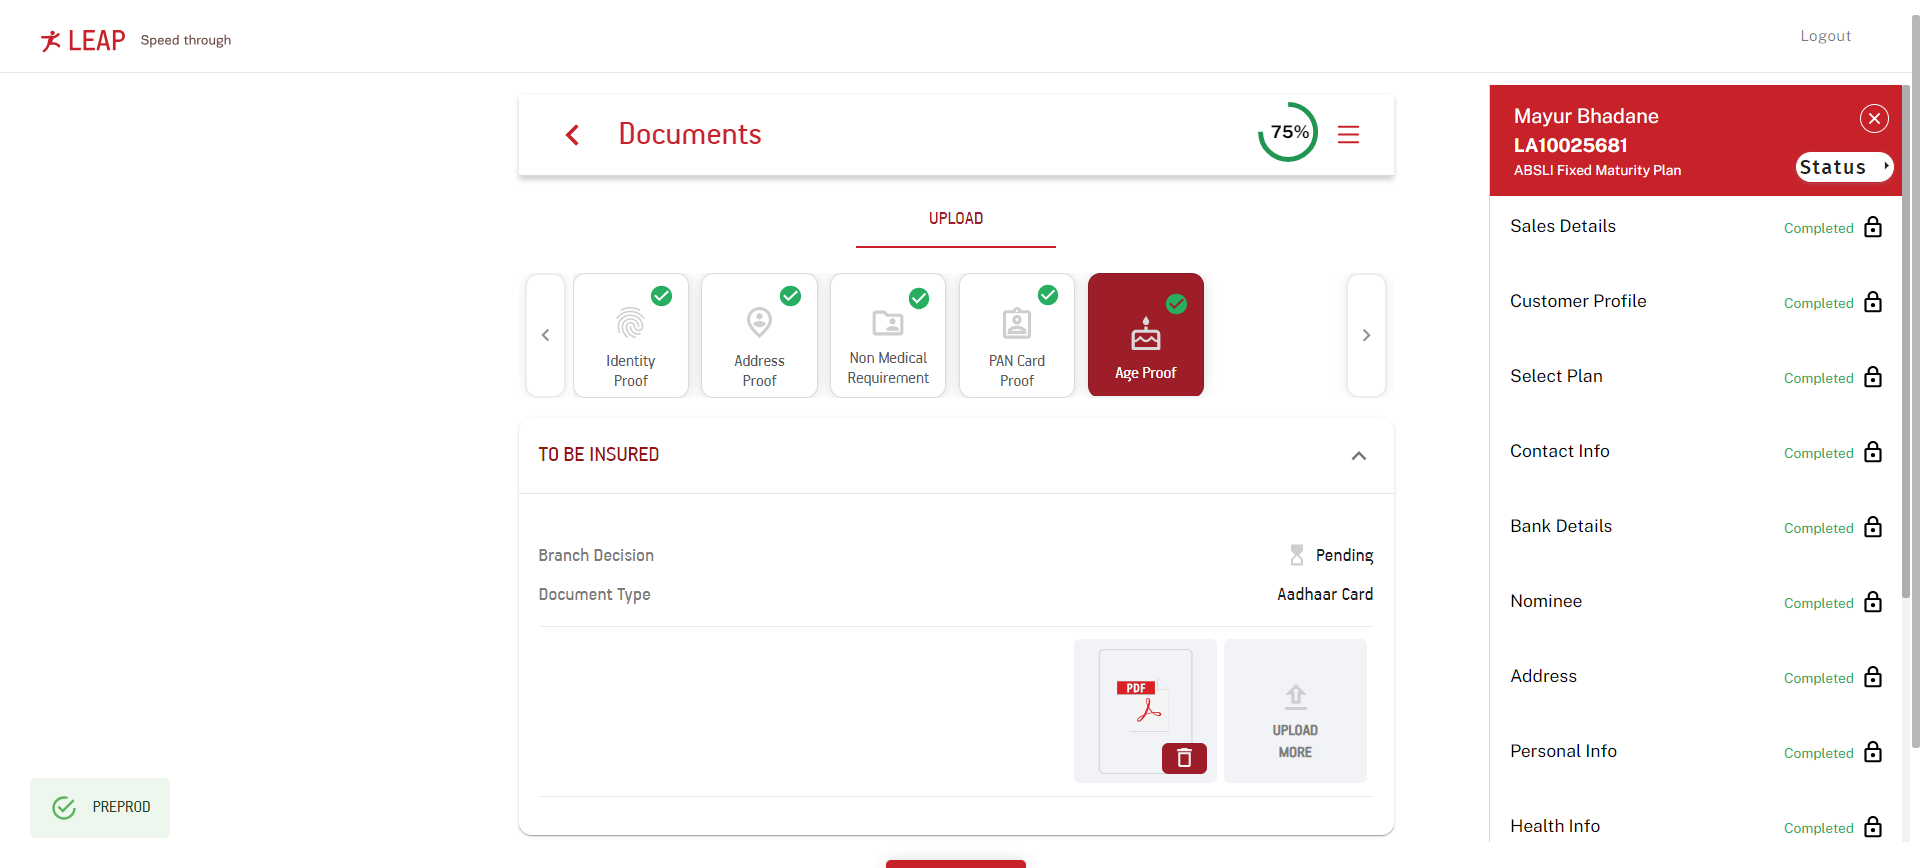 LEAP Speed through
Logout
Documents
75%
UPLOAD
Identity
Proof
Address
Proof
Non Medical
Requirement
PAN Card
Proof
Age Proof
TO BE INSURED
Branch Decision
Pending
Document Type
Aadhaar Card
PDF
UPLOAD
MORE
PREPROD
Mayur Bhadane
LA10025681
ABSLI Fixed Maturity Plan
Status
Sales Details Completed
Customer Profile Completed
Select Plan Completed
Contact Info Completed
Bank Details Completed
Nominee Completed
Address Completed
Personal Info Completed
Health Info Completed